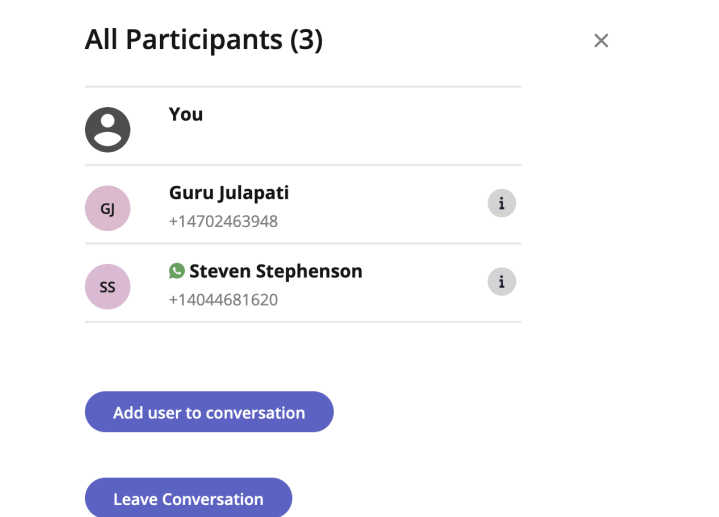 All Participants (3)
You
GJ
Guru Julapati
+14702463948
SS
Steven Stephenson
+14044681620
Add user to conversation
Leave Conversation